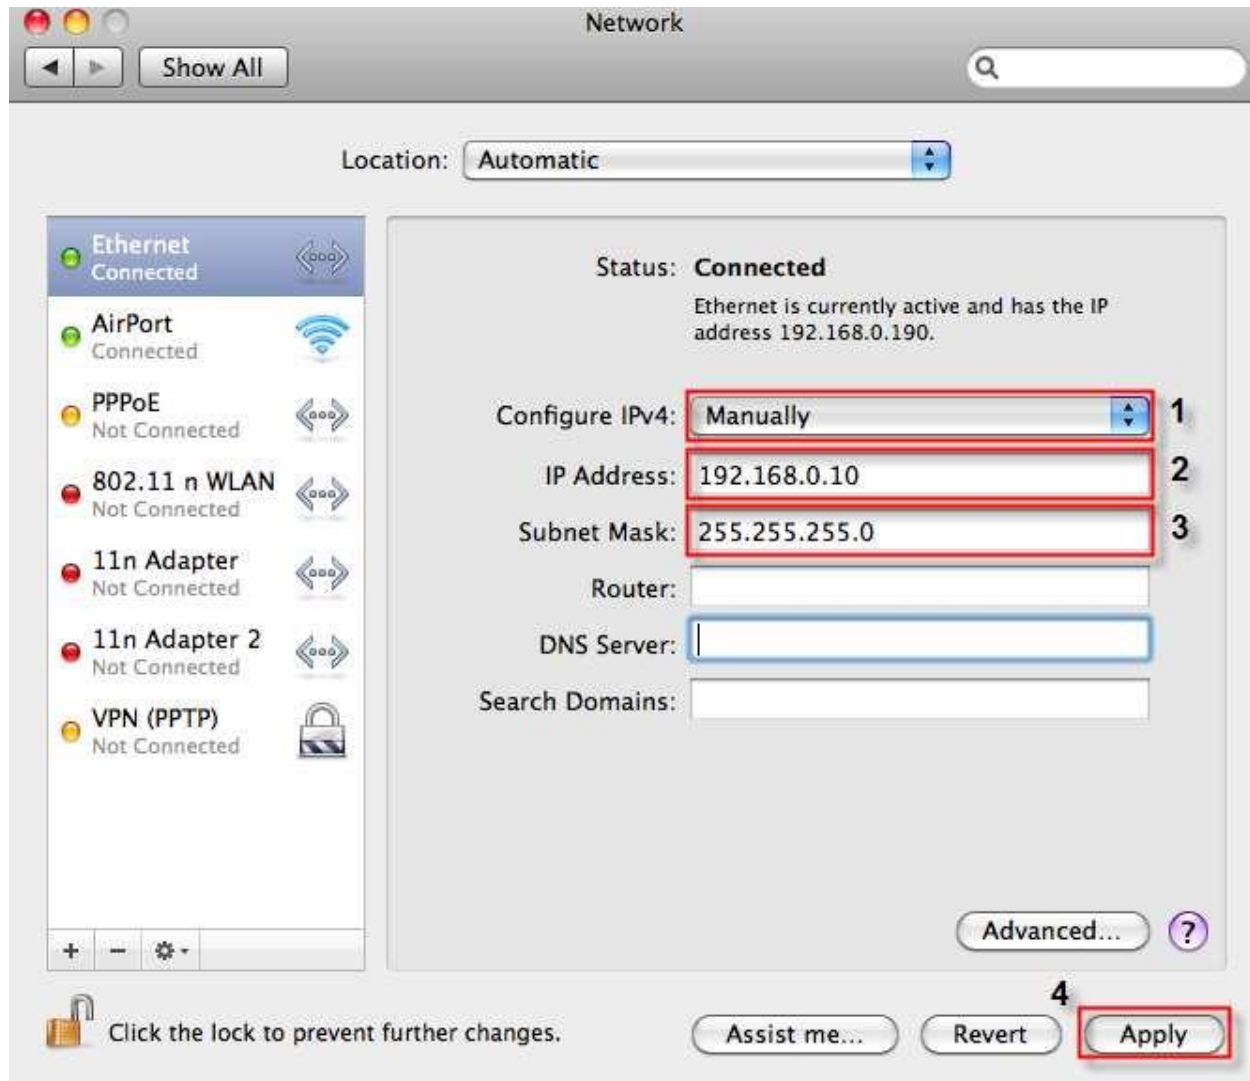 Network
Show All
Location: Automatic
Ethernet
Connected
AirPort
Connected
PPPoE
Not Connected
802.11 n WLAN
Not Connected
11n Adapter
Not Connected
11n Adapter 2
Not Connected
VPN (PPTP)
Not Connected
Status: Connected
Ethernet is currently active and has the IP
address 192.168.0.190.
Configure IPv4: Manually 1
IP Address: 192.168.0.10 2
Subnet Mask: 255.255.255.0 3
Router:
DNS Server:
Search Domains:
Advanced... ?
4
Click the lock to prevent further changes.
Assist me... Revert Apply